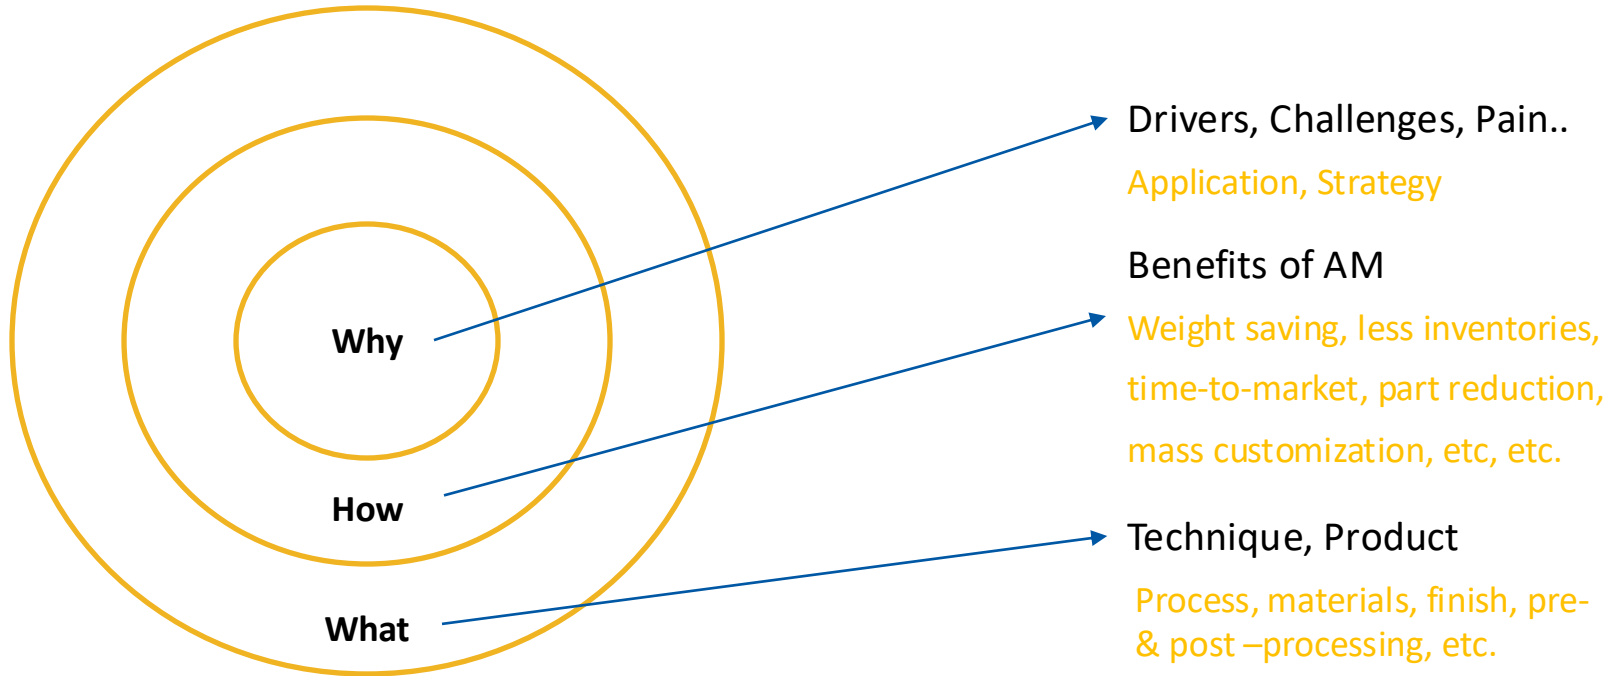 Why
How
What
Drivers, Challenges, Pain..
Application, Strategy
Benefits of AM
Weight saving, less inventories,
time-to-market, part reduction,
mass customization, etc, etc.
Technique, Product
Process, materials, finish, pre-
& post –processing, etc.